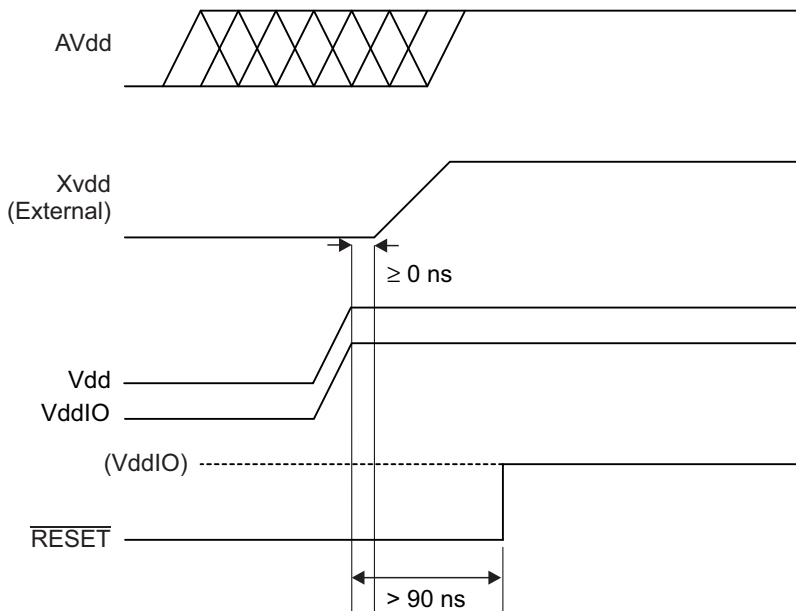 AVdd
Xvdd
(External)
≥ 0 ns
Vdd
VddIO
(VddIO)
RESET
> 90 ns